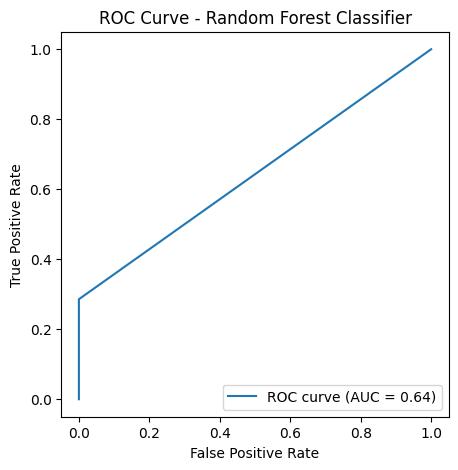 ROC Curve - Random Forest Classifier
True Positive Rate
1.0
0.8
0.6
0.4
0.2
0.0
ROC curve (AUC = 0.64)
0.0 0.2 0.4 0.6 0.8 1.0
False Positive Rate